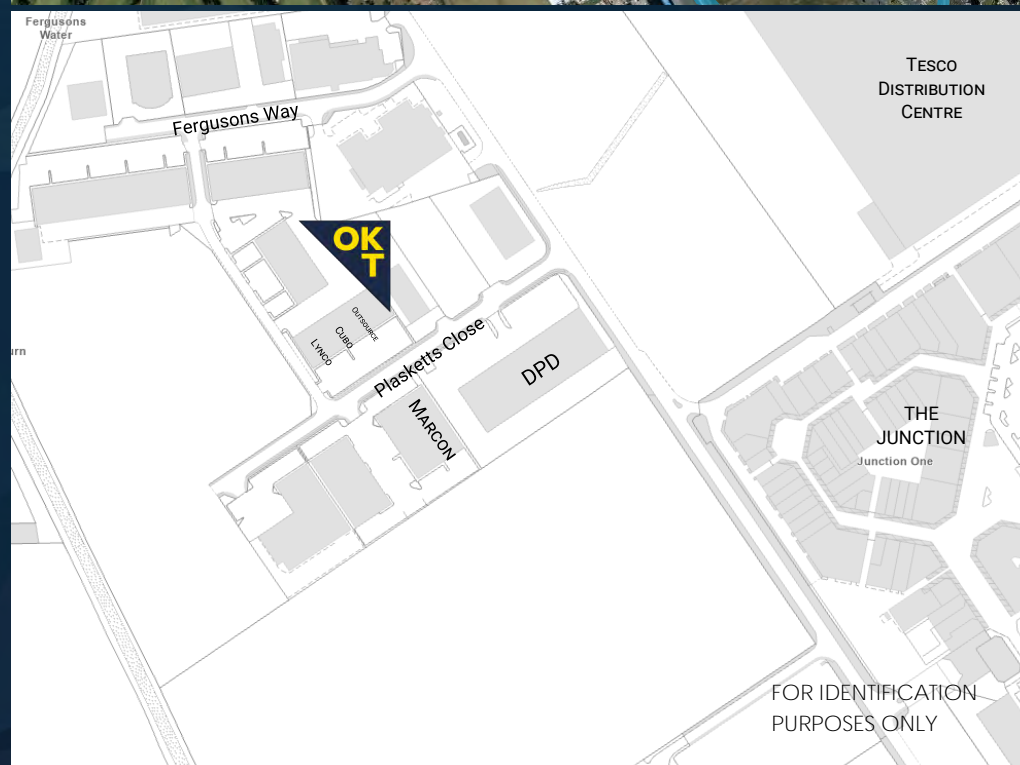 Fergusons
Water
TESCO
DISTRIBUTION
CENTRE
Fergusons Way
OK
T
OUTSOURCE
CUBO
LYNCO
Plasketts Close
DPD
MARCON
urn
THE
JUNCTION
Junction One
FOR IDENTIFICATION
PURPOSES ONLY